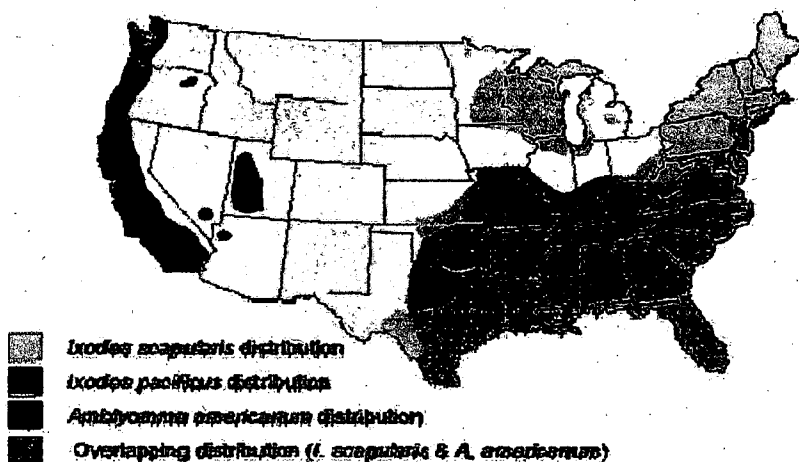 Ixodes scapularis distribution
Ixodes pacificus distribution
Amblyomma americanum distribution
Overlapping distribution (I. scapularis & A. americanum)